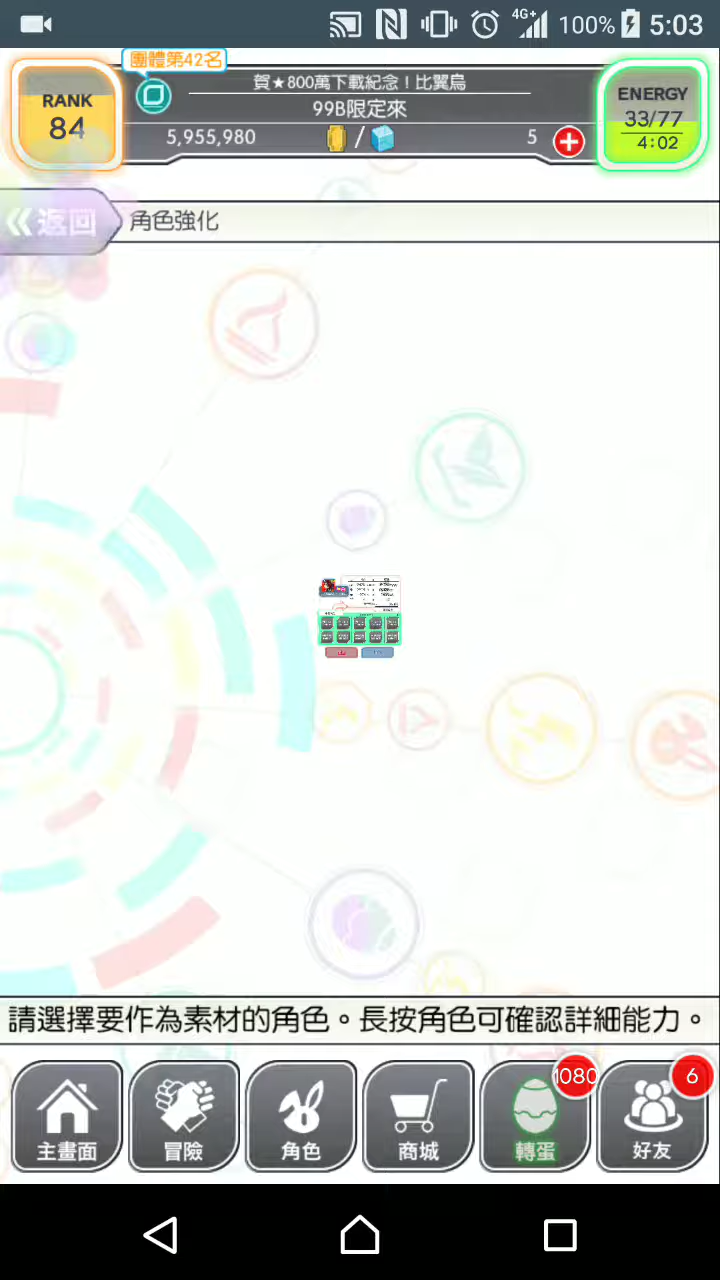 4G+ 100% 5:03
團體第42名
RANK
84
賀★800萬下載紀念！比翼鳥
99B限定來
5,955,980 / 5
ENERGY
33/77
4:02
返回
角色強化
請選擇要作為素材的角色。長按角色可確認詳細能力。
1080
6
主畫面
冒險
角色
商城
轉蛋
好友